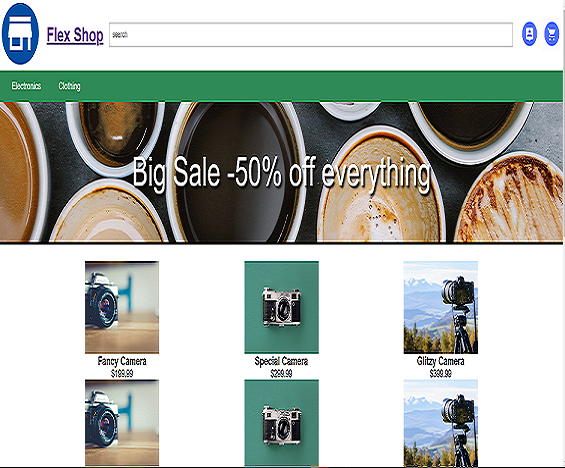 Flex Shop
search
Electronics Clothing
Big Sale -50% off everything
Fancy Camera Special Camera Glitzy Camera
$199.99 $299.99 $399.99